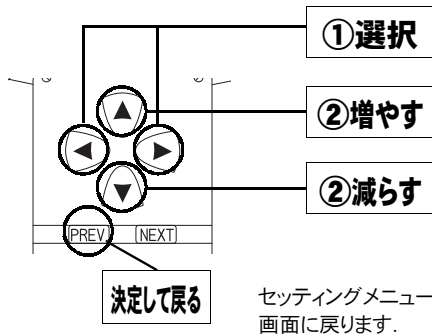 ①選択
②増やす
②減らす
PREV NEXT
決定して戻る
セッティングメニュー
画面に戻ります.